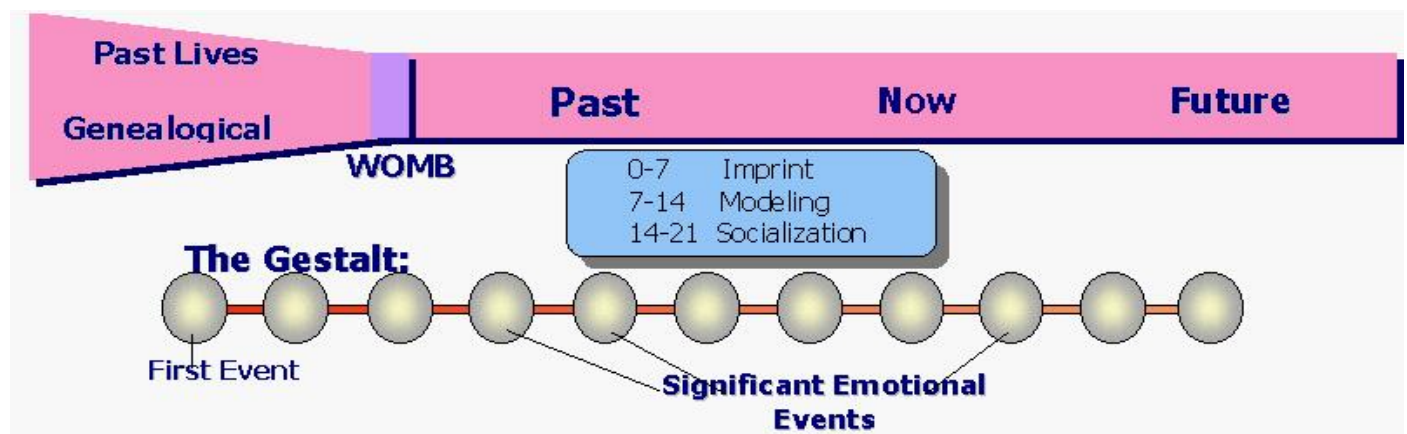 Past Lives
Genealogical
WOMB
Past
Now
Future
0-7 Imprint
7-14 Modeling
14-21 Socialization
The Gestalt:
First Event
Significant Emotional
Events